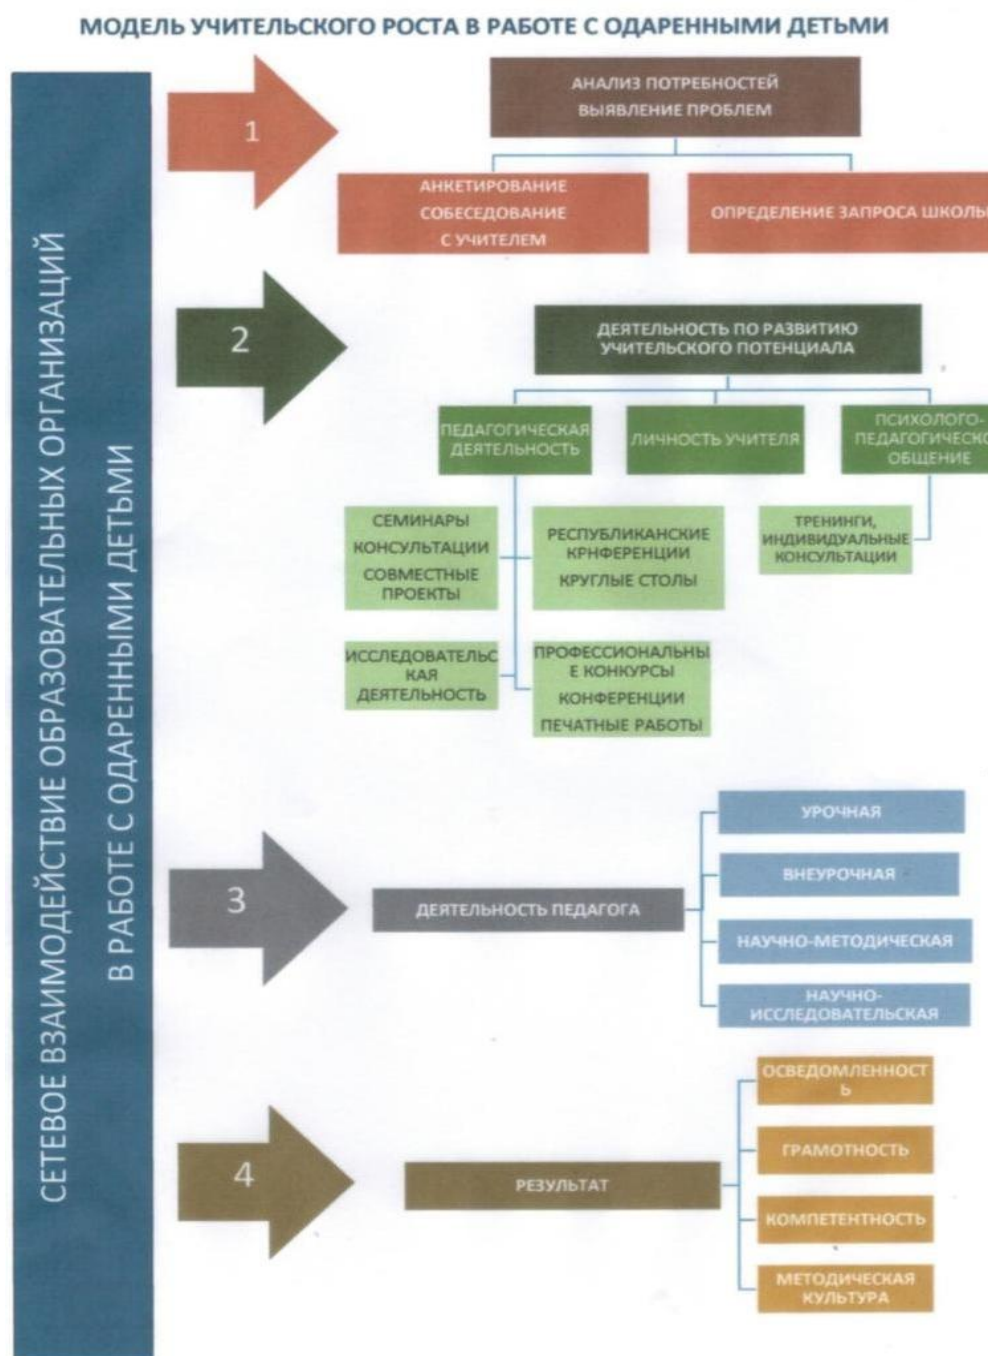 МОДЕЛЬ УЧИТЕЛЬСКОГО РОСТА В РАБОТЕ С ОДАРЕННЫМИ ДЕТЬМИ
СЕТЕВОЕ ВЗАИМОДЕЙСТВИЕ ОБРАЗОВАТЕЛЬНЫХ ОРГАНИЗАЦИЙ
В РАБОТЕ С ОДАРЕННЫМИ ДЕТЬМИ
1
АНАЛИЗ ПОТРЕБНОСТЕЙ
ВЫЯВЛЕНИЕ ПРОБЛЕМ
АНКЕТИРОВАНИЕ
СОБЕСЕДОВАНИЕ
С УЧИТЕЛЕМ
ОПРЕДЕЛЕНИЕ ЗАПРОСА ШКОЛЫ
2
ДЕЯТЕЛЬНОСТЬ ПО РАЗВИТИЮ
УЧИТЕЛЬСКОГО ПОТЕНЦИАЛА
ПЕДАГОГИЧЕСКАЯ
ДЕЯТЕЛЬНОСТЬ
ЛИЧНОСТЬ УЧИТЕЛЯ
ПСИХОЛОГО-
ПЕДАГОГИЧЕСКО
ОБЩЕНИЕ
СЕМИНАРЫ
КОНСУЛЬТАЦИИ
СОВМЕСТНЫЕ
ПРОЕКТЫ
РЕСПУБЛИКАНСКИЕ
КРНФЕРЕНЦИИ
КРУГЛЫЕ СТОЛЫ
ТРЕНИНГИ,
ИНДИВИДУАЛЬНЫЕ
КОНСУЛЬТАЦИИ
ИССЛЕДОВАТЕЛЬС
КАЯ
ДЕЯТЕЛЬНОСТЬ
ПРОФЕССИОНАЛЬНЫ
Е КОНКУРСЫ
КОНФЕРЕНЦИИ
ПЕЧАТНЫЕ РАБОТЫ
3
ДЕЯТЕЛЬНОСТЬ ПЕДАГОГА
УРОЧНАЯ
ВНЕУРОЧНАЯ
НАУЧНО-МЕТОДИЧЕСКАЯ
НАУЧНО-
ИССЛЕДОВАТЕЛЬСКАЯ
4
РЕЗУЛЬТАТ
ОСВЕДОМЛЕННОСТ
Ь
ГРАМОТНОСТЬ
КОМПЕТЕНТНОСТЬ
МЕТОДИЧЕСКАЯ
КУЛЬТУРА